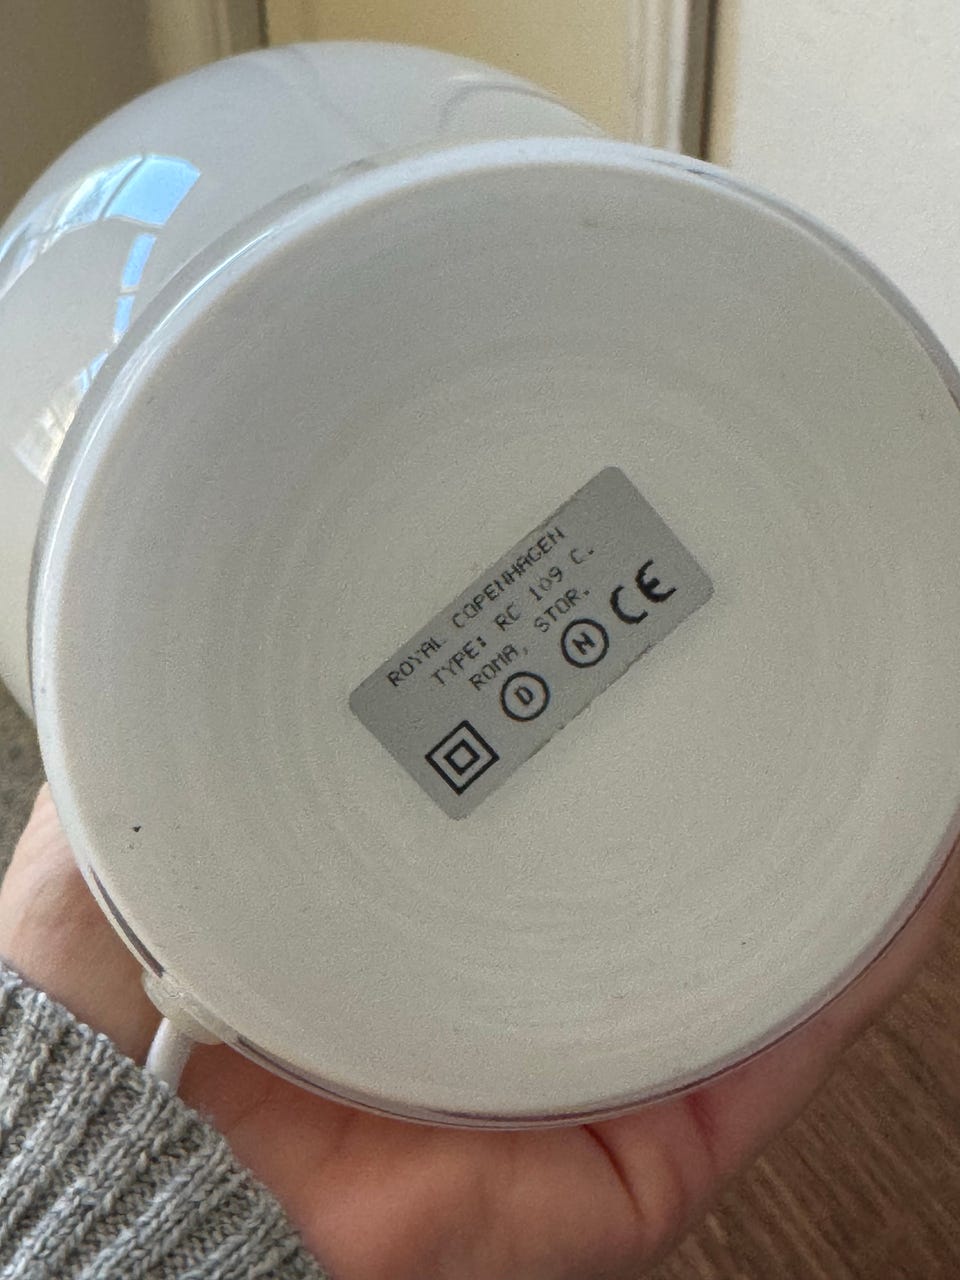 ROYAL COPENHAGEN
TYPE: RC 109 C.
ROMA, STOR.
D N CE